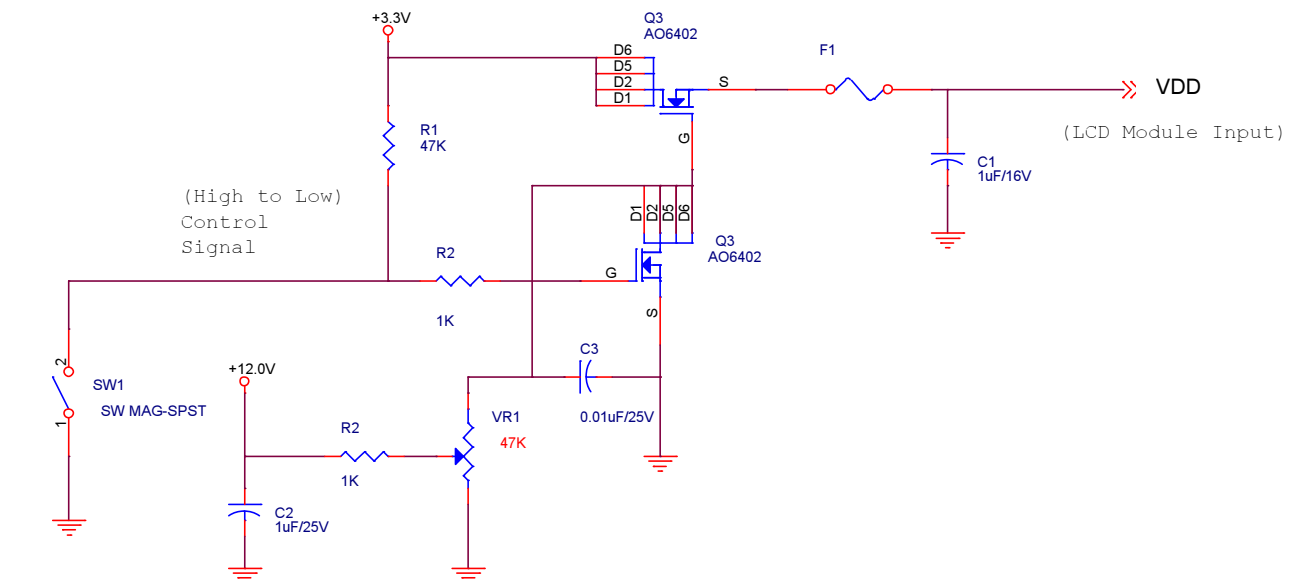 +3.3V
Q3
AO6402
D6
D5
D2
D1
S
G
F1
VDD
(LCD Module Input)
R1
47K
C1
1uF/16V
(High to Low)
Control
Signal
D1
D2
D5
D6
Q3
AO6402
R2
1K
G
S
2
1
SW1
SW MAG-SPST
+12.0V
C3
0.01uF/25V
VR1
47K
R2
1K
C2
1uF/25V